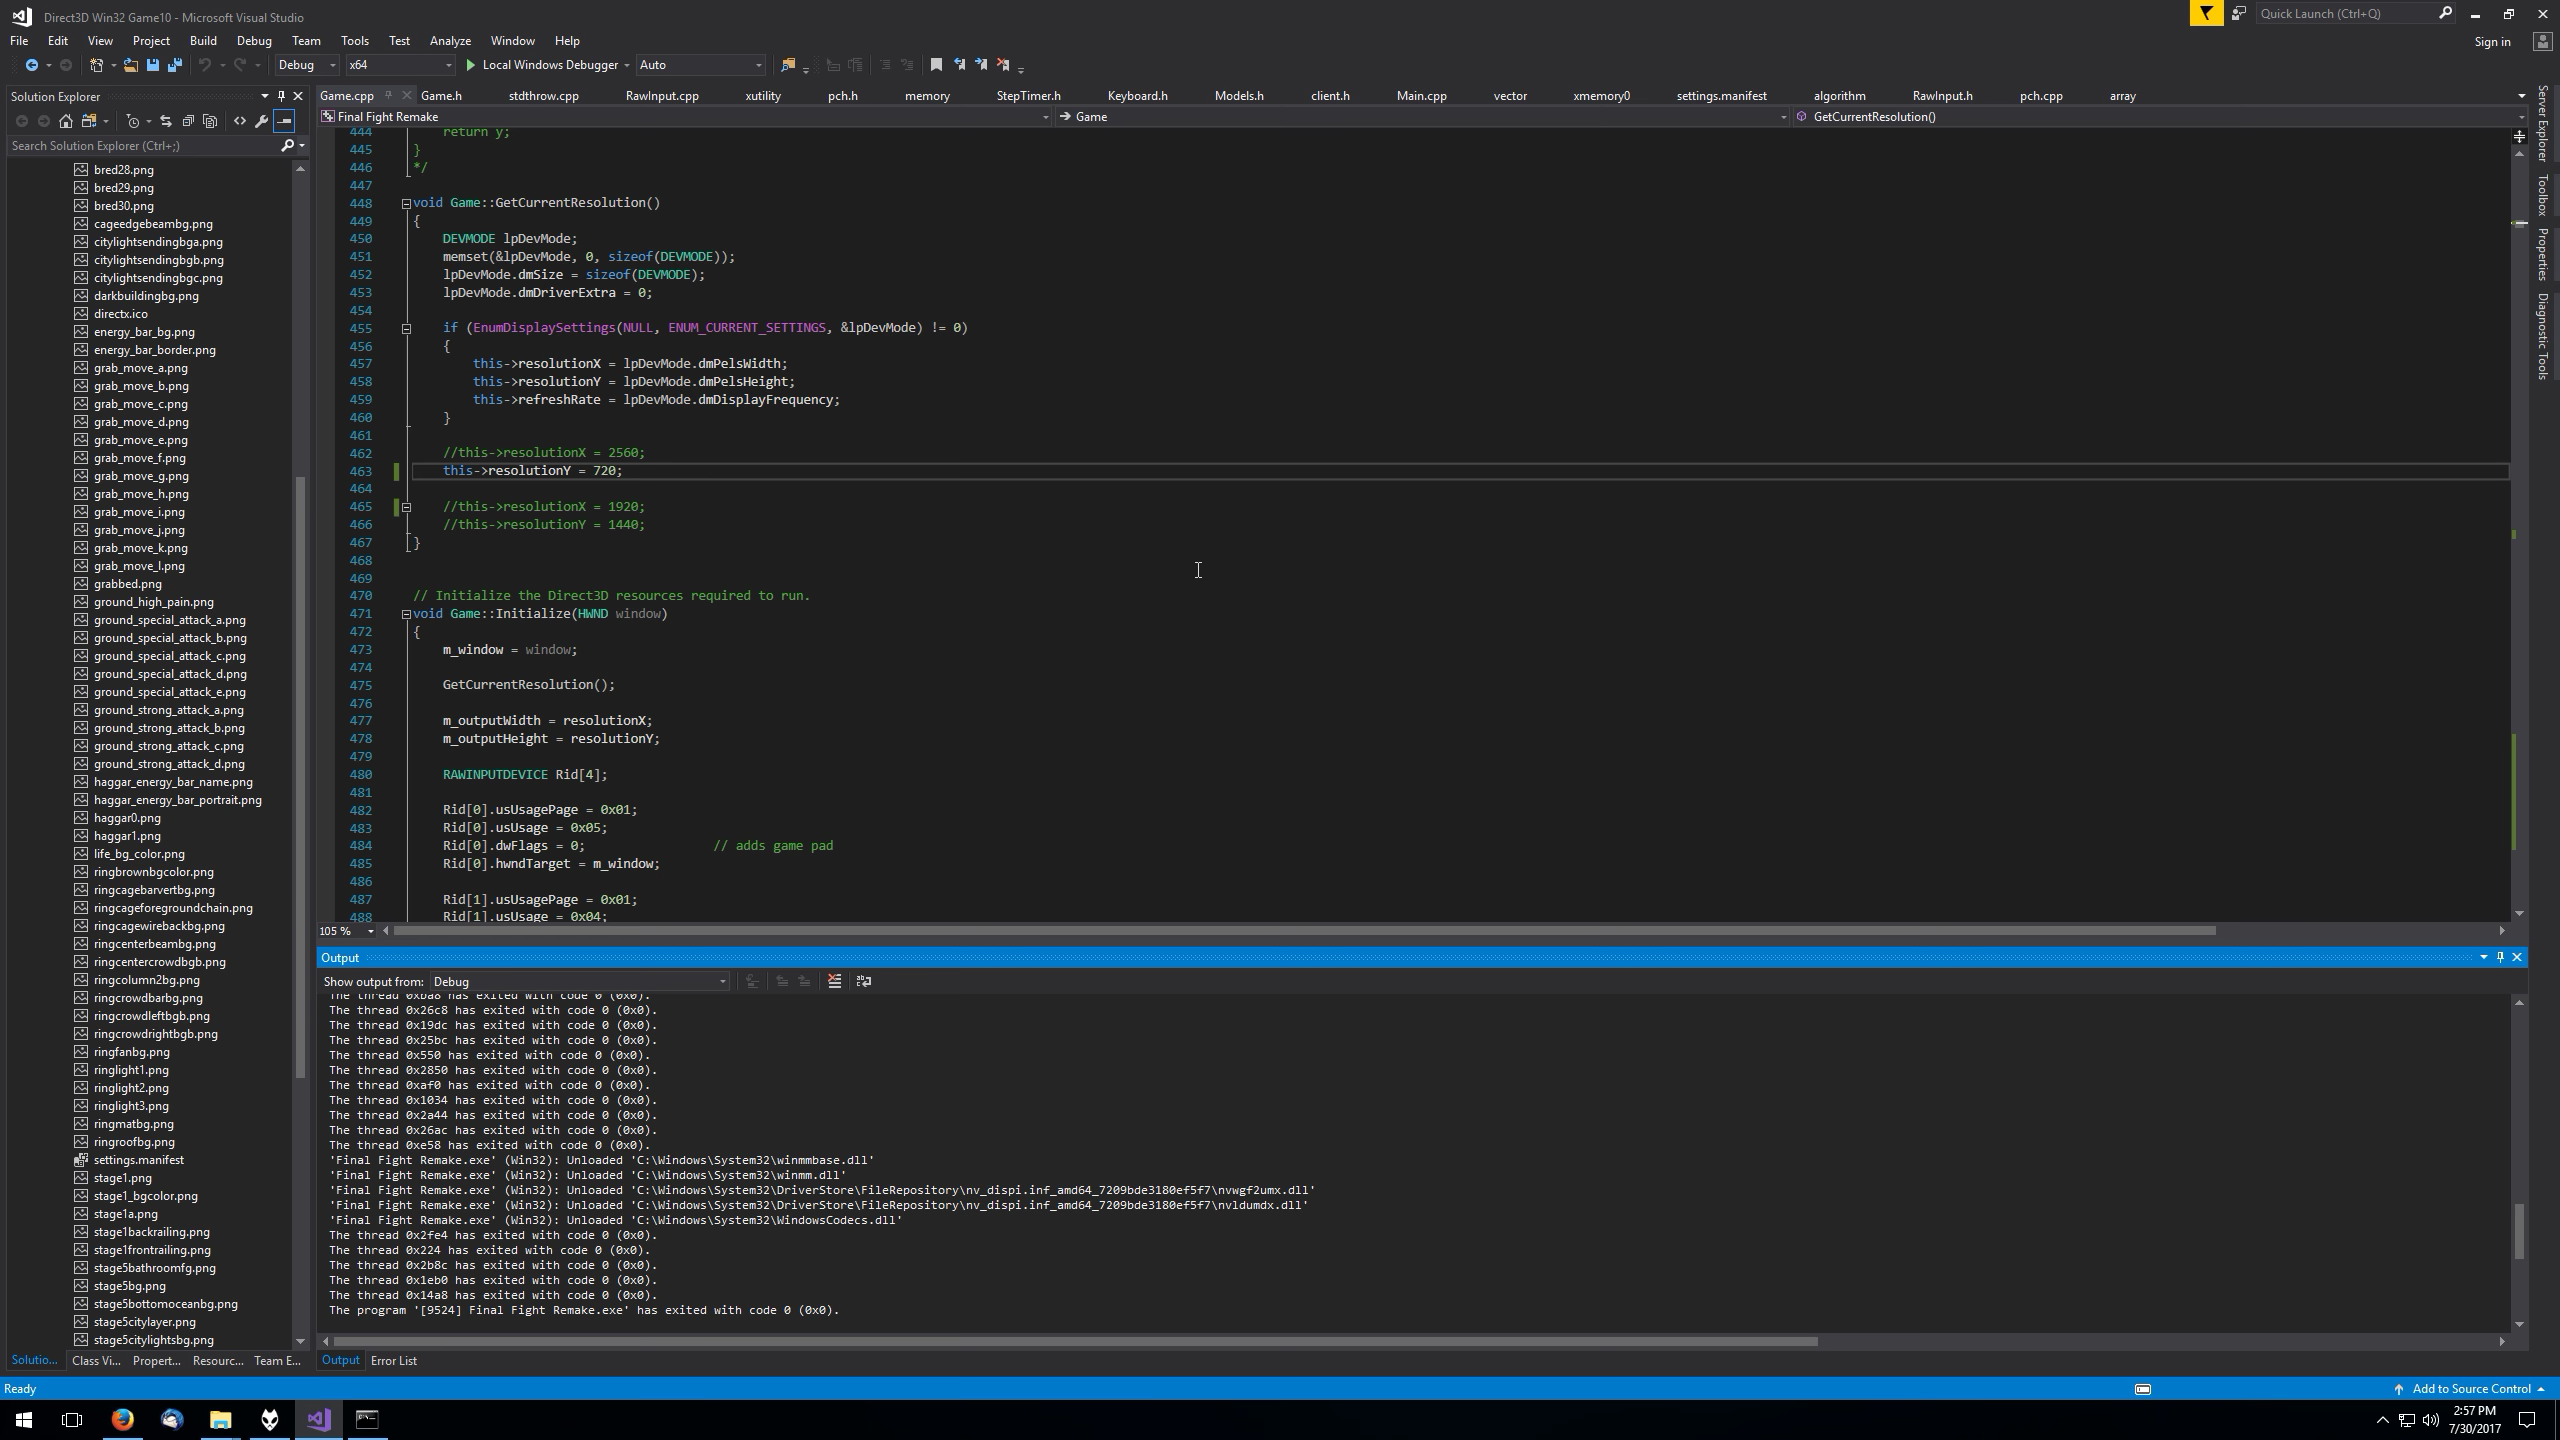 Direct3D Win32 Game10 - Microsoft Visual Studio
Quick Launch (Ctrl+Q)
File Edit View Project Build Debug Team Tools Test Analyze Window Help
Sign in
Debug x64 Local Windows Debugger Auto
Solution Explorer
Search Solution Explorer (Ctrl+;)
bred28.png
bred29.png
bred30.png
cageedgebeambg.png
citylightsendingbga.png
citylightsendingbgb.png
citylightsendingbgc.png
darkbuildingbg.png
directx.ico
energy_bar_bg.png
energy_bar_border.png
grab_move_a.png
grab_move_b.png
grab_move_c.png
grab_move_d.png
grab_move_e.png
grab_move_f.png
grab_move_g.png
grab_move_h.png
grab_move_i.png
grab_move_j.png
grab_move_k.png
grab_move_l.png
grabbed.png
ground_high_pain.png
ground_special_attack_a.png
ground_special_attack_b.png
ground_special_attack_c.png
ground_special_attack_d.png
ground_special_attack_e.png
ground_strong_attack_a.png
ground_strong_attack_b.png
ground_strong_attack_c.png
ground_strong_attack_d.png
haggar_energy_bar_name.png
haggar_energy_bar_portrait.png
haggar0.png
haggar1.png
life_bg_color.png
ringbrownbgcolor.png
ringcagebarvertbg.png
ringcageforegroundchain.png
ringcagewirebackbg.png
ringcenterbeambg.png
ringcentercrowdbgb.png
ringcolumn2bg.png
ringcrowdbarbg.png
ringcrowdleftbgb.png
ringcrowdrightbgb.png
ringfanbg.png
ringlight1.png
ringlight2.png
ringlight3.png
ringmatbg.png
ringroofbg.png
settings.manifest
stage1.png
stage1_bgcolor.png
stage1a.png
stage1backrailing.png
stage1frontrailing.png
stage5bathroomfg.png
stage5bg.png
stage5bottomoceanbg.png
stage5citylayer.png
stage5citylightsbg.png
Solutio... Class Vi... Propert... Resourc... Team E...
Game.cpp Game.h stdthrow.cpp RawInput.cpp xutility pch.h memory StepTimer.h Keyboard.h Models.h client.h Main.cpp vector xmemory0 settings.manifest algorithm RawInput.h pch.cpp array
Final Fight Remake Game GetCurrentResolution()
444 return y;
445 }
446 */
447
448 void Game::GetCurrentResolution()
449 {
450 DEVMODE lpDevMode;
451 memset(&lpDevMode, 0, sizeof(DEVMODE));
452 lpDevMode.dmSize = sizeof(DEVMODE);
453 lpDevMode.dmDriverExtra = 0;
454
455 if (EnumDisplaySettings(NULL, ENUM_CURRENT_SETTINGS, &lpDevMode) != 0)
456 {
457 this->resolutionX = lpDevMode.dmPelsWidth;
458 this->resolutionY = lpDevMode.dmPelsHeight;
459 this->refreshRate = lpDevMode.dmDisplayFrequency;
460 }
461
462 //this->resolutionX = 2560;
463 this->resolutionY = 720;
464
465 //this->resolutionX = 1920;
466 //this->resolutionY = 1440;
467 }
468
469
470 // Initialize the Direct3D resources required to run.
471 void Game::Initialize(HWND window)
472 {
473 m_window = window;
474
475 GetCurrentResolution();
476
477 m_outputWidth = resolutionX;
478 m_outputHeight = resolutionY;
479
480 RAWINPUTDEVICE Rid[4];
481
482 Rid[0].usUsagePage = 0x01;
483 Rid[0].usUsage = 0x05;
484 Rid[0].dwFlags = 0; // adds game pad
485 Rid[0].hwndTarget = m_window;
486
487 Rid[1].usUsagePage = 0x01;
488 Rid[1].usUsage = 0x04;
105 %
Output
Show output from: Debug
The thread 0xba8 has exited with code 0 (0x0).
The thread 0x26c8 has exited with code 0 (0x0).
The thread 0x19dc has exited with code 0 (0x0).
The thread 0x25bc has exited with code 0 (0x0).
The thread 0x550 has exited with code 0 (0x0).
The thread 0x2850 has exited with code 0 (0x0).
The thread 0xaf0 has exited with code 0 (0x0).
The thread 0x1034 has exited with code 0 (0x0).
The thread 0x2a44 has exited with code 0 (0x0).
The thread 0x26ac has exited with code 0 (0x0).
The thread 0xe58 has exited with code 0 (0x0).
'Final Fight Remake.exe' (Win32): Unloaded 'C:\Windows\System32\winmmbase.dll'
'Final Fight Remake.exe' (Win32): Unloaded 'C:\Windows\System32\winmm.dll'
'Final Fight Remake.exe' (Win32): Unloaded 'C:\Windows\System32\DriverStore\FileRepository\nv_dispi.inf_amd64_7209bde3180ef5f7\nvwgf2umx.dll'
'Final Fight Remake.exe' (Win32): Unloaded 'C:\Windows\System32\DriverStore\FileRepository\nv_dispi.inf_amd64_7209bde3180ef5f7\nvldumdx.dll'
'Final Fight Remake.exe' (Win32): Unloaded 'C:\Windows\System32\WindowsCodecs.dll'
The thread 0x2fe4 has exited with code 0 (0x0).
The thread 0x224 has exited with code 0 (0x0).
The thread 0x2b8c has exited with code 0 (0x0).
The thread 0x1eb0 has exited with code 0 (0x0).
The thread 0x14a8 has exited with code 0 (0x0).
The program '[9524] Final Fight Remake.exe' has exited with code 0 (0x0).
Output Error List
Server Explorer
Toolbox
Properties
Diagnostic Tools
Ready
Add to Source Control
2:57 PM
7/30/2017